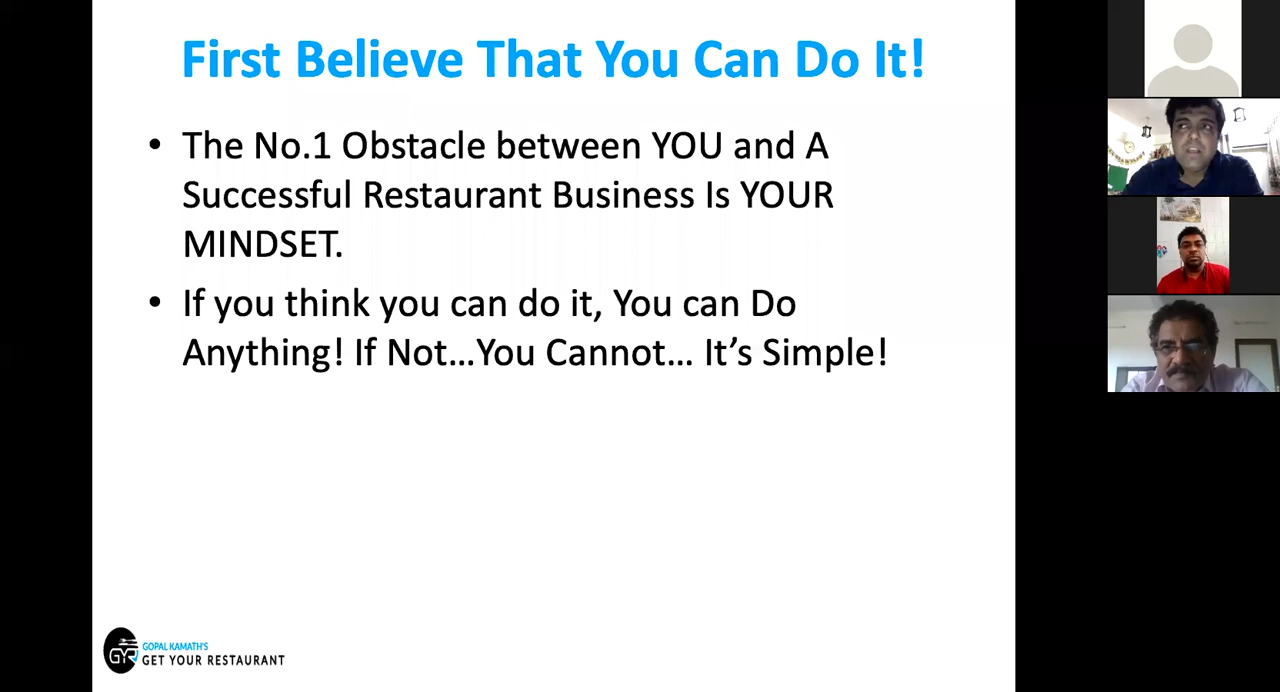 First Believe That You Can Do It!
• The No.1 Obstacle between YOU and A
Successful Restaurant Business Is YOUR
MINDSET.
• If you think you can do it, You can Do
Anything! If Not...You Cannot... It's Simple!
GYR
GOPAL KAMATH'S
GET YOUR RESTAURANT